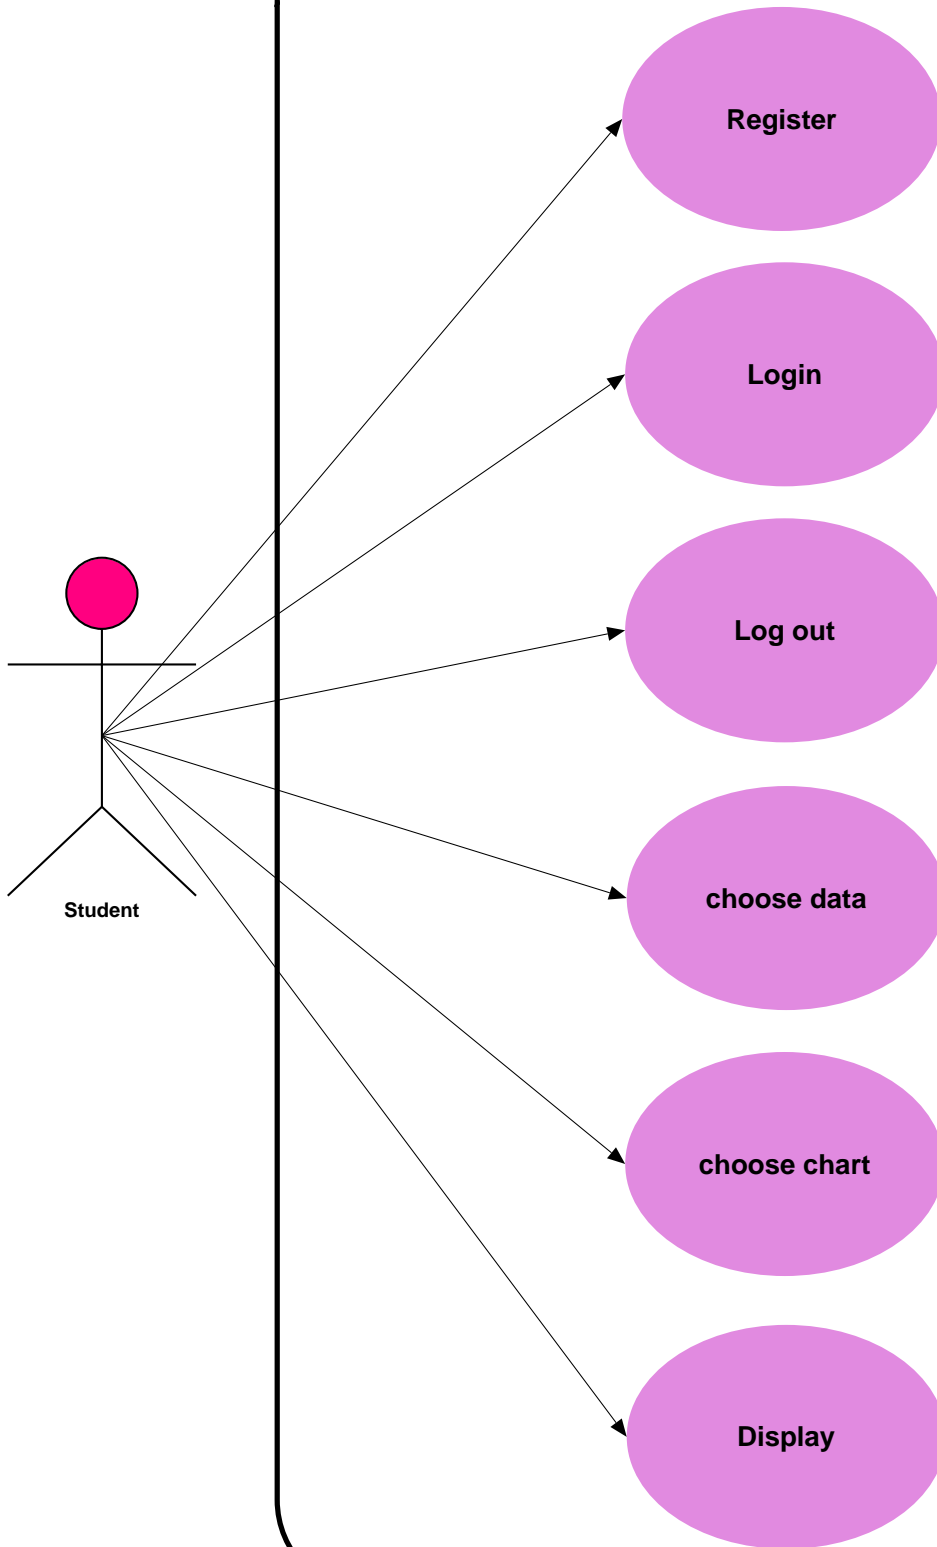 Register
Login
Log out
Student
choose data
choose chart
Display